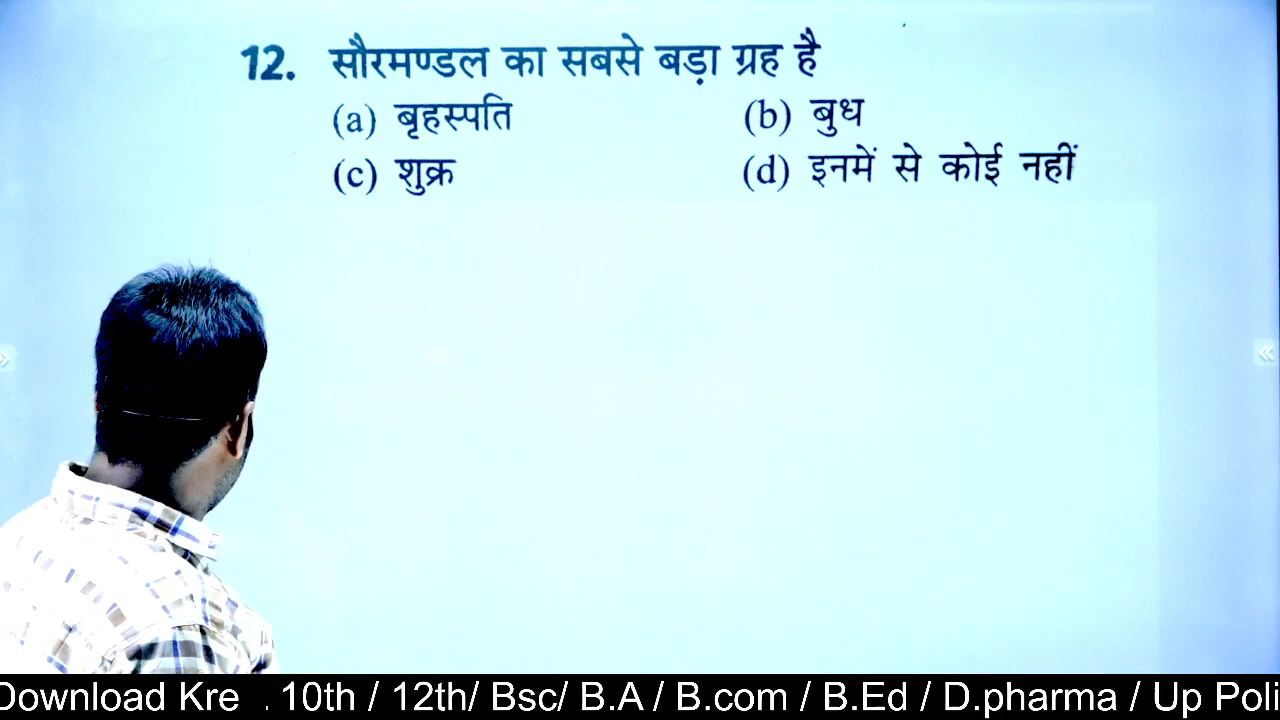 12. सौरमण्डल का सबसे बड़ा ग्रह है
(a) बृहस्पति (b) बुध
(c) शुक्र (d) इनमें से कोई नहीं
Download Kre . 10th / 12th/ Bsc/ B.A / B.com / B.Ed / D.pharma / Up Poli